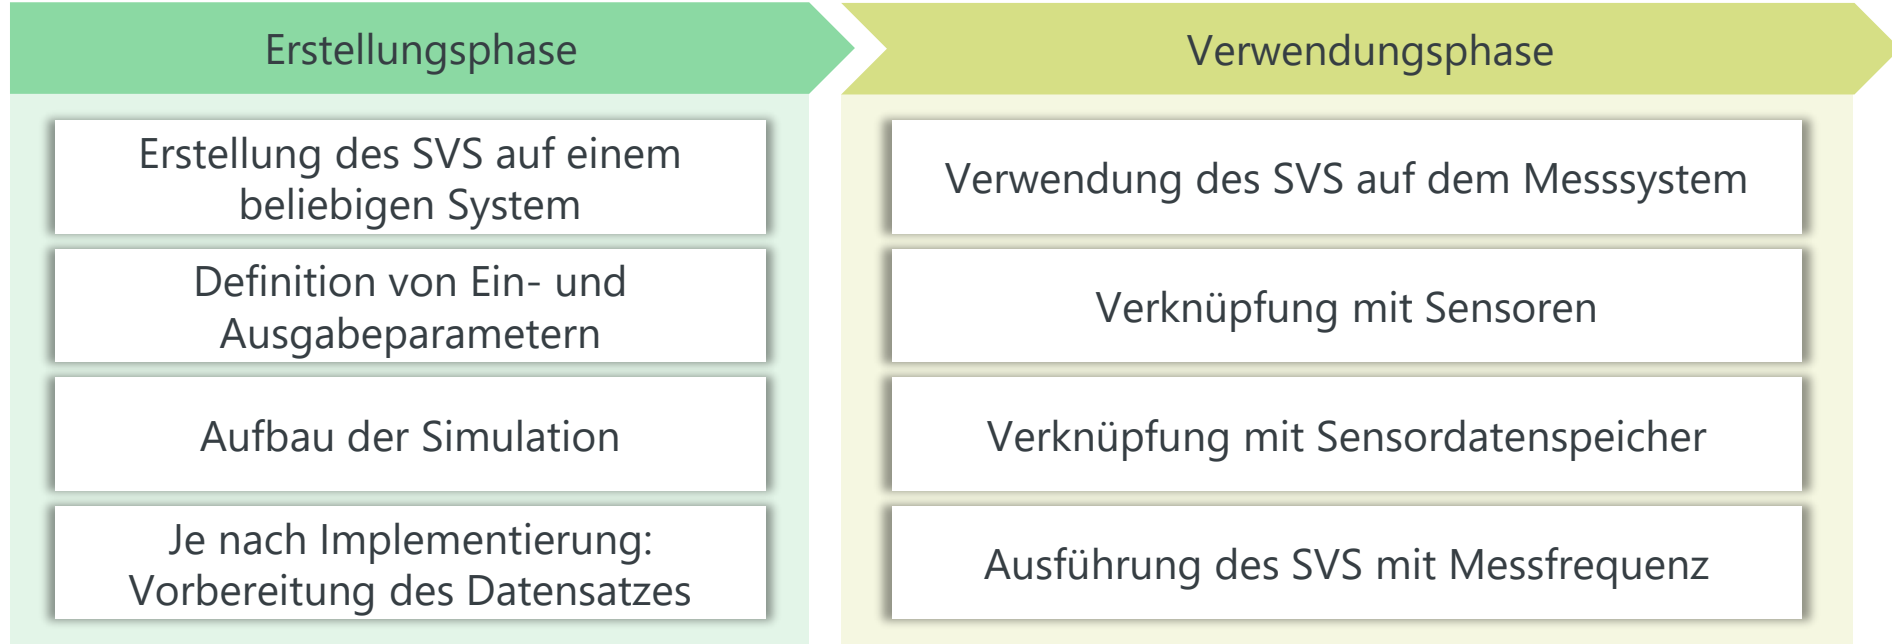 Erstellungsphase
Erstellung des SVS auf einem
beliebigen System
Definition von Ein- und
Ausgabeparametern
Aufbau der Simulation
Je nach Implementierung:
Vorbereitung des Datensatzes
Verwendungsphase
Verwendung des SVS auf dem Messsystem
Verknüpfung mit Sensoren
Verknüpfung mit Sensordatenspeicher
Ausführung des SVS mit Messfrequenz